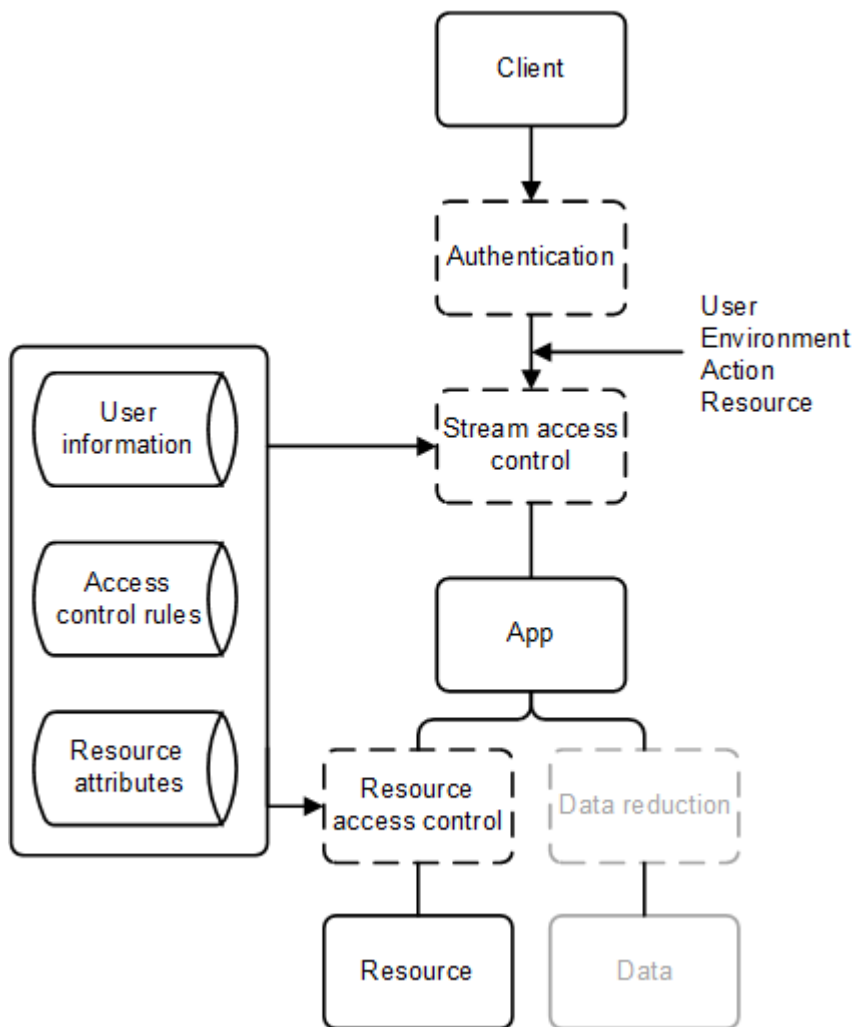 Client
Authentication
User
Environment
Action
Resource
User
information
Stream access
control
Access
control rules
App
Resource
attributes
Resource
access control
Data reduction
Resource
Data